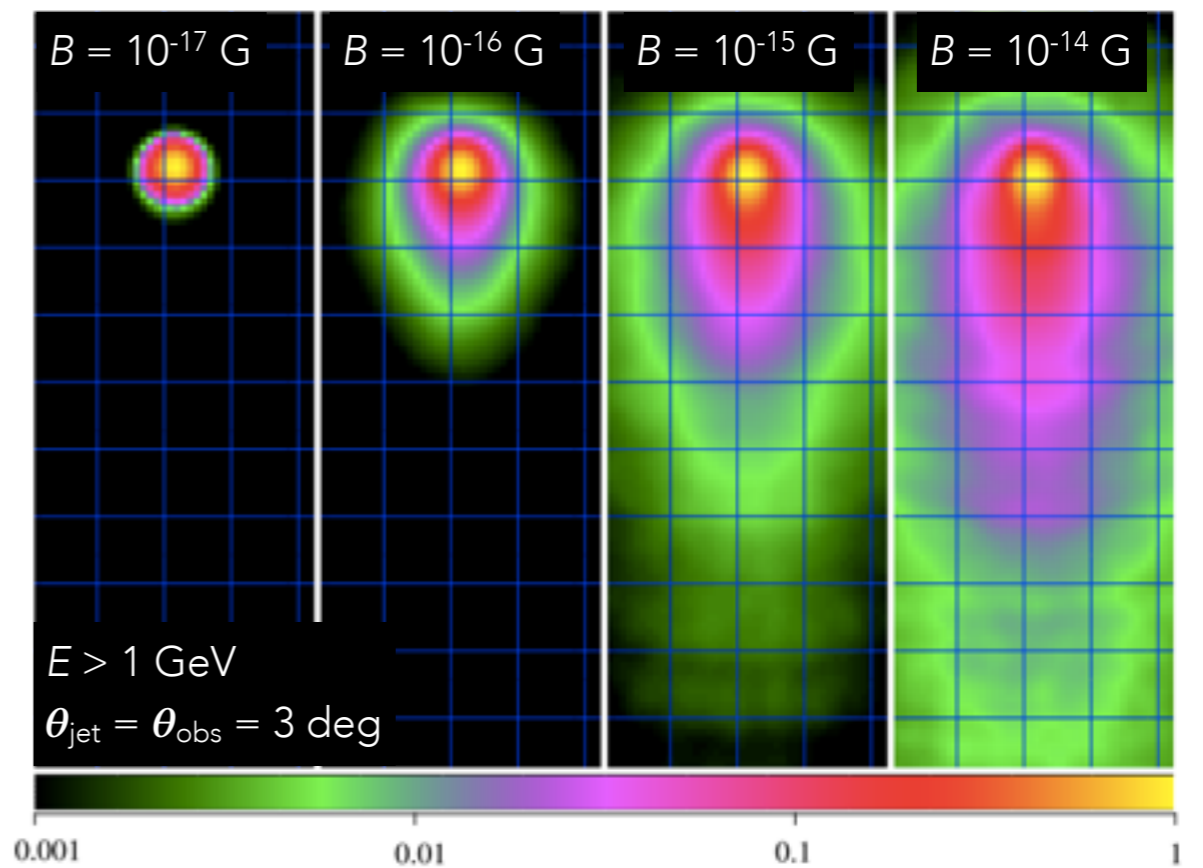 B = 10⁻¹⁷ G
B = 10⁻¹⁶ G
B = 10⁻¹⁵ G
B = 10⁻¹⁴ G
E > 1 GeV
θjet = θobs = 3 deg
0.001 0.01 0.1 1